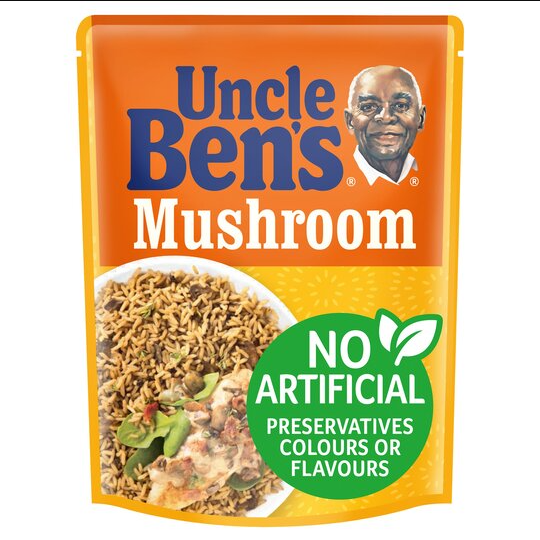 Uncle
Ben's
® ®
Mushroom
NO
ARTIFICIAL
PRESERVATIVES
COLOURS OR
FLAVOURS